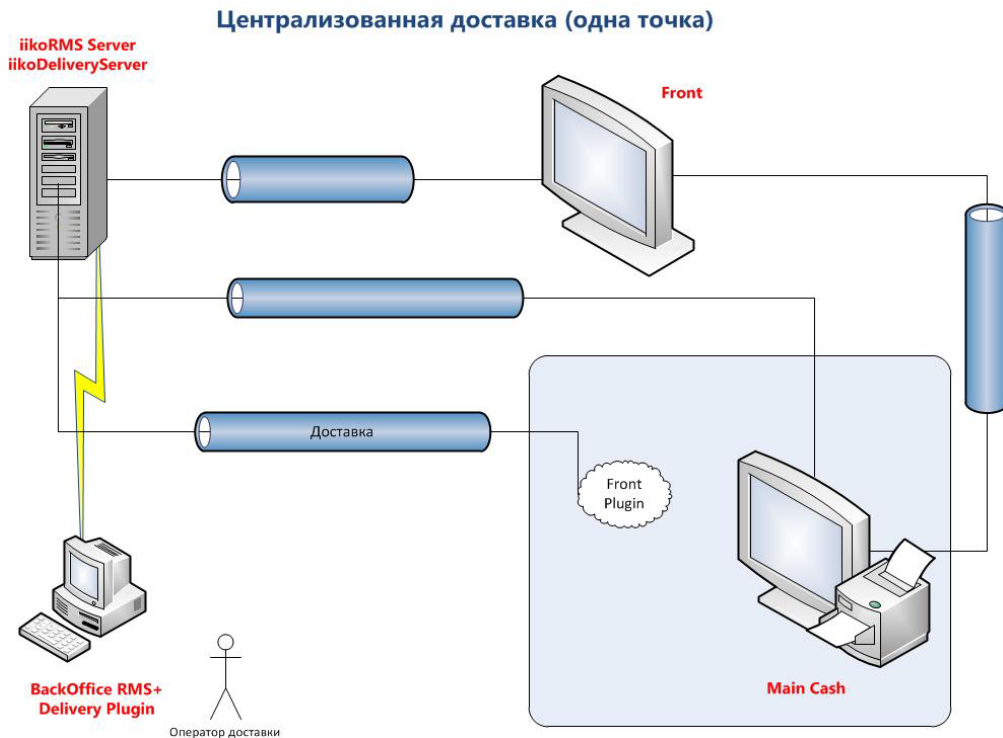 Централизованная доставка (одна точка)
iikoRMS Server
iikoDeliveryServer
Front
Доставка
Front
Plugin
BackOffice RMS+
Delivery Plugin
Main Cash
Оператор доставки